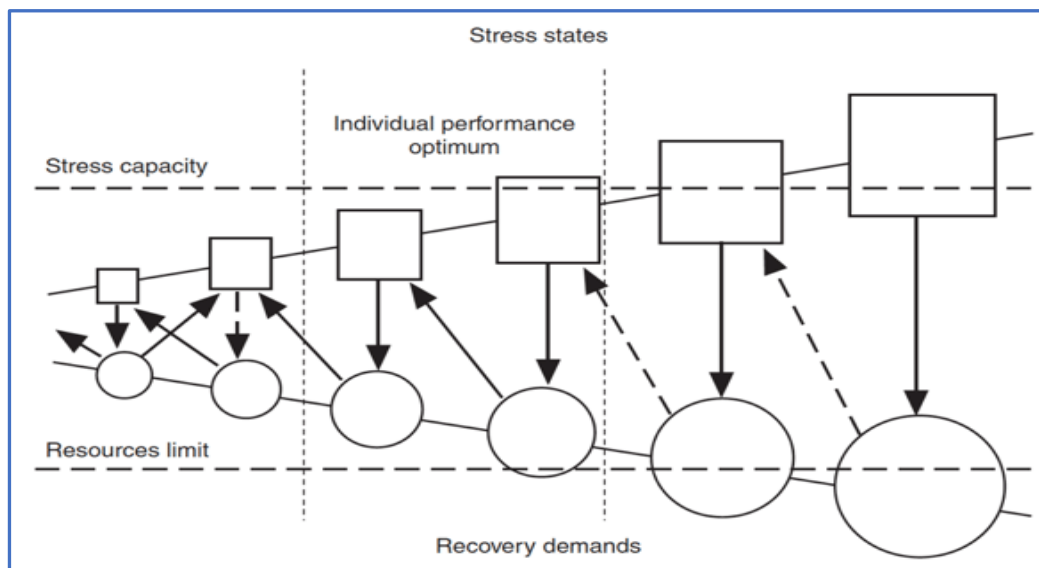 Stress states
Individual performance
optimum
Stress capacity
Resources limit
Recovery demands